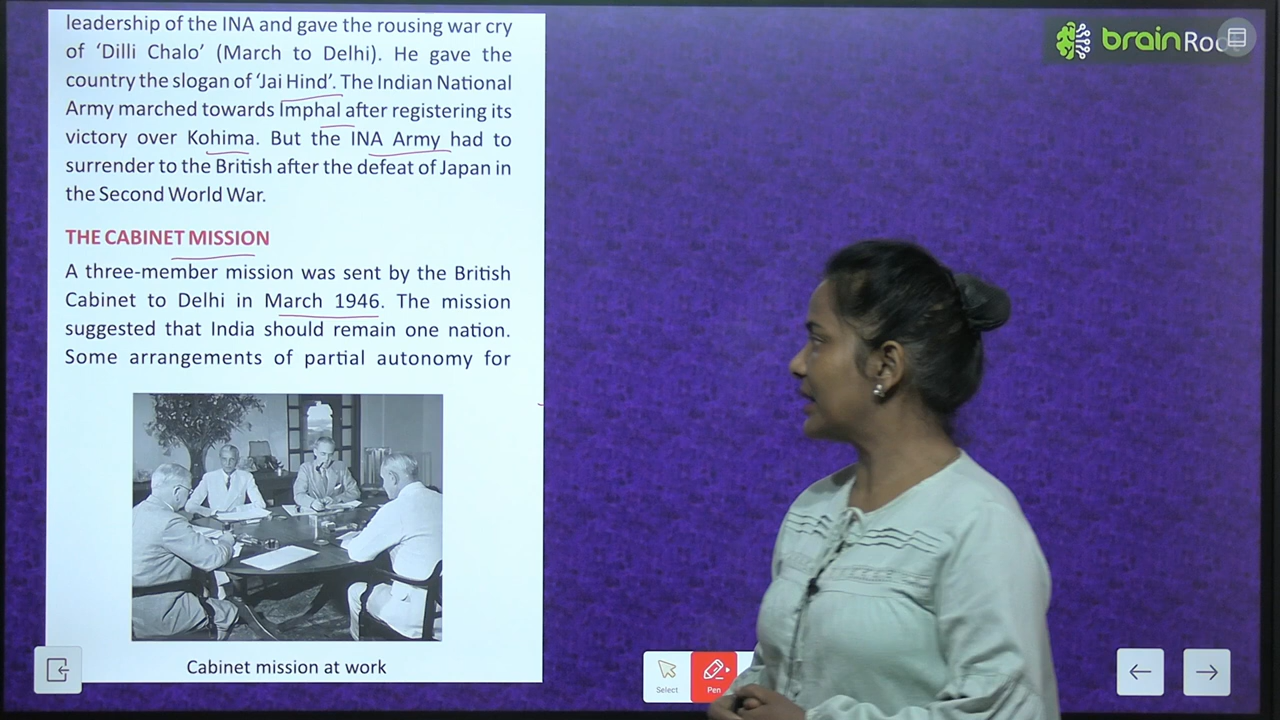 leadership of the INA and gave the rousing war cry
of ‘Dilli Chalo’ (March to Delhi). He gave the
country the slogan of ‘Jai Hind’. The Indian National
Army marched towards Imphal after registering its
victory over Kohima. But the INA Army had to
surrender to the British after the defeat of Japan in
the Second World War.
THE CABINET MISSION
A three-member mission was sent by the British
Cabinet to Delhi in March 1946. The mission
suggested that India should remain one nation.
Some arrangements of partial autonomy for
Cabinet mission at work
brain
Select
Pen